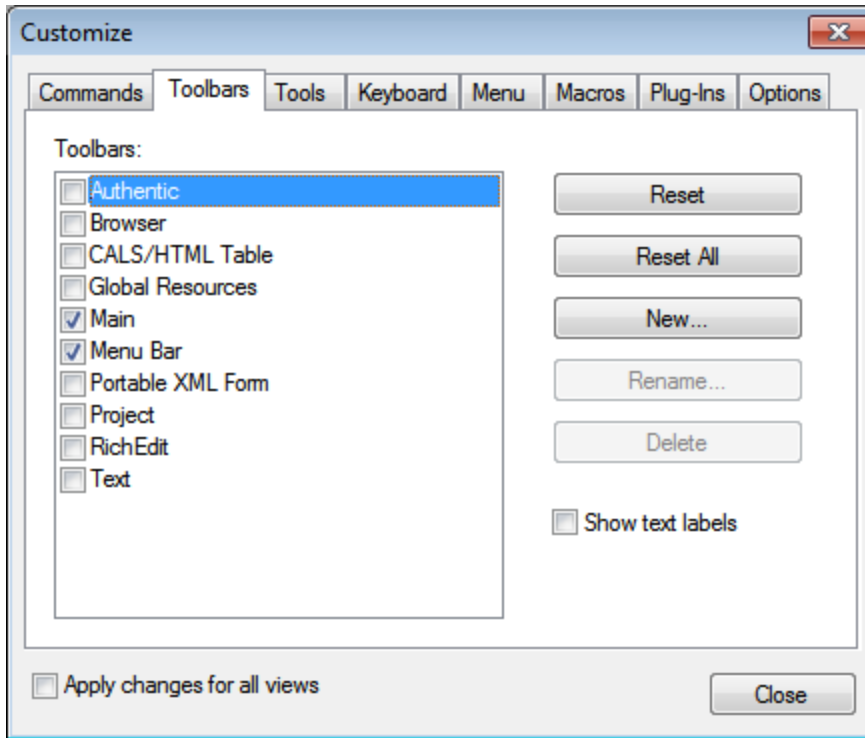 Customize
Commands Toolbars Tools Keyboard Menu Macros Plug-Ins Options
Toolbars:
Authentic
Browser
CALS/HTML Table
Global Resources
Main
Menu Bar
Portable XML Form
Project
RichEdit
Text
Reset
Reset All
New...
Rename...
Delete
Show text labels
Apply changes for all views
Close